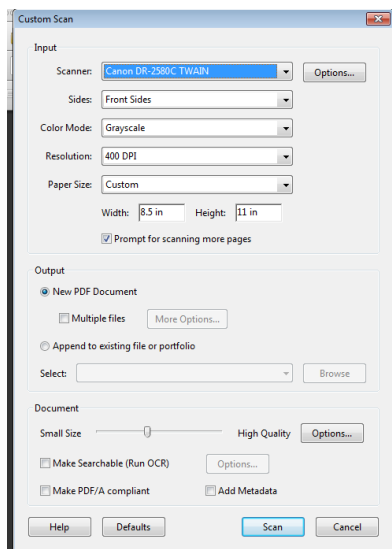 Custom Scan
Input
Scanner: Canon DR-2580C TWAIN Options...
Sides: Front Sides
Color Mode: Grayscale
Resolution: 400 DPI
Paper Size: Custom
Width: 8.5 in Height: 11 in
Prompt for scanning more pages
Output
New PDF Document
Multiple files More Options...
Append to existing file or portfolio
Select: Browse
Document
Small Size High Quality Options...
Make Searchable (Run OCR) Options...
Make PDF/A compliant Add Metadata
Help Defaults Scan Cancel